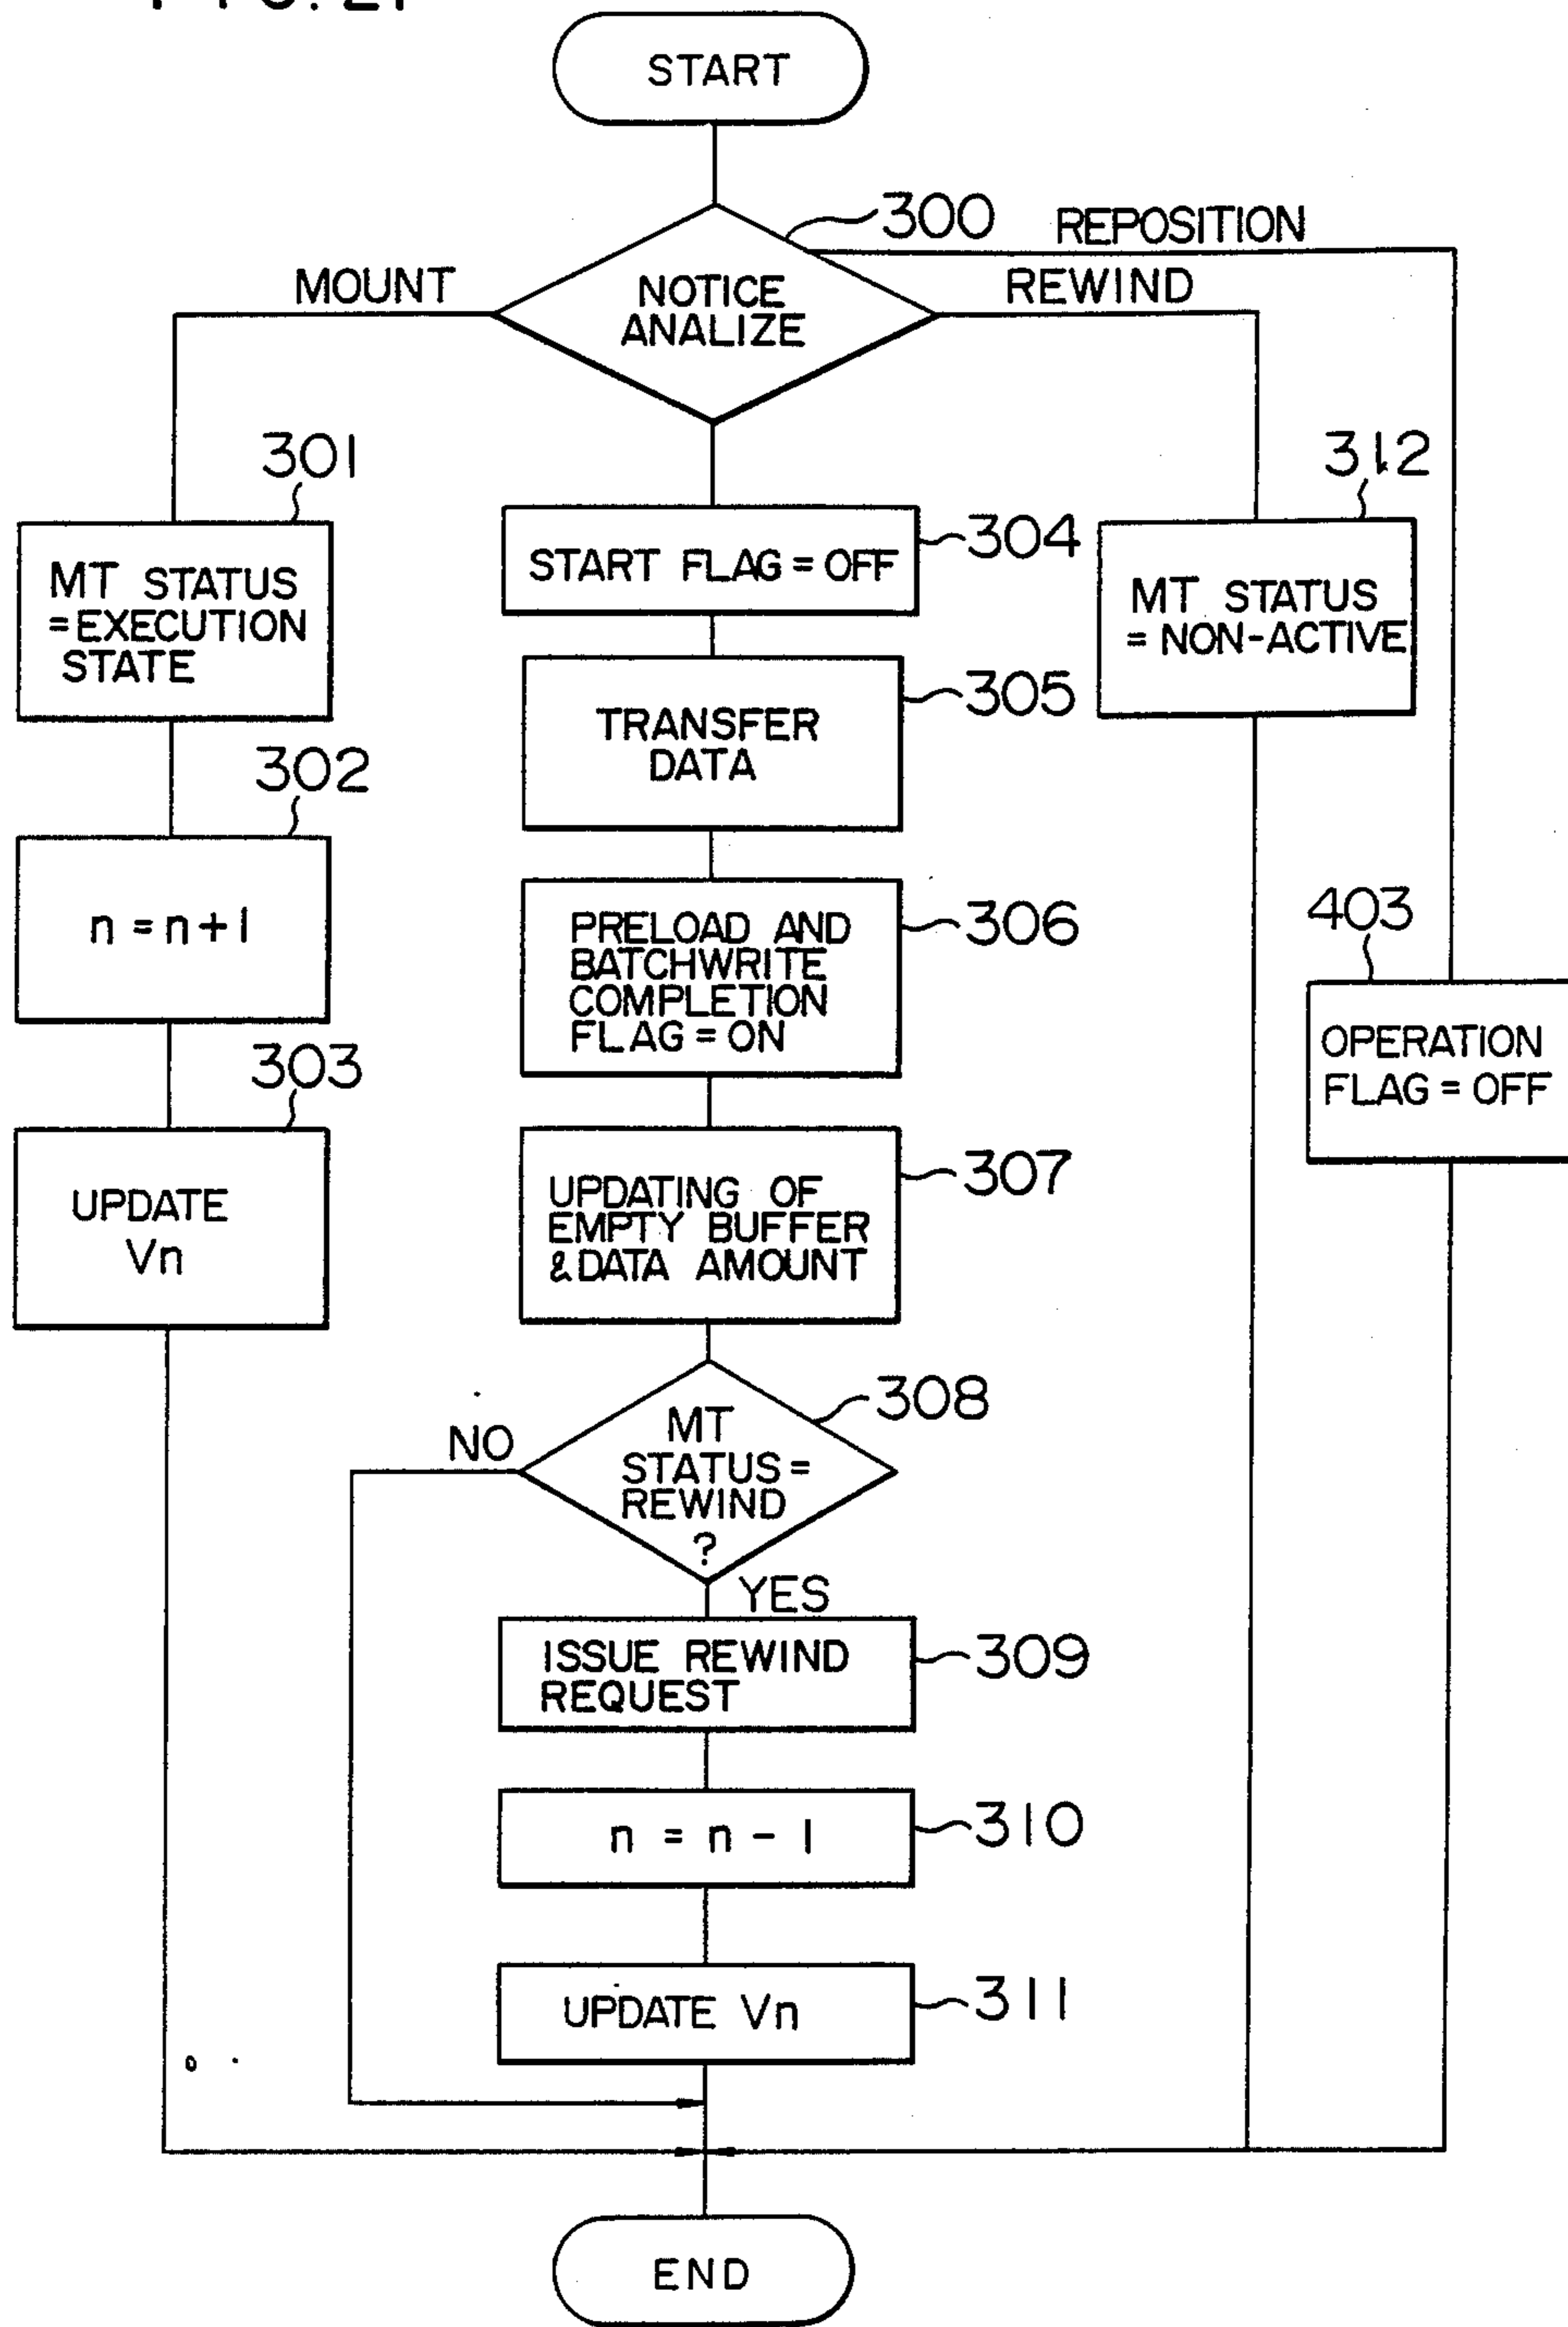 FIG. 21
START
300
REPOSITION
MOUNT
REWIND
NOTICE
ANALIZE
301
312
304
START FLAG = OFF
MT STATUS
= EXECUTION
STATE
MT STATUS
= NON-ACTIVE
305
TRANSFER
DATA
302
n = n + 1
306
PRELOAD AND
BATCHWRITE
COMPLETION
FLAG = ON
403
OPERATION
FLAG = OFF
303
UPDATE
Vn
307
UPDATING OF
EMPTY BUFFER
& DATA AMOUNT
308
NO
MT
STATUS =
REWIND
?
YES
309
ISSUE REWIND
REQUEST
310
n = n - 1
311
UPDATE Vn
END